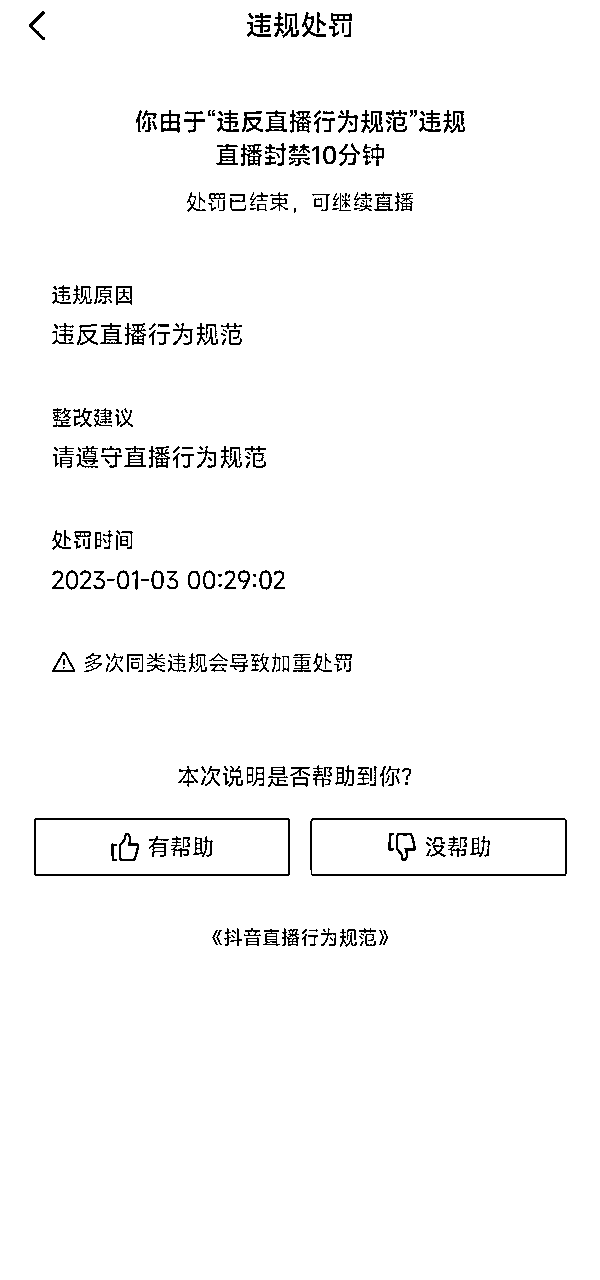 违规处罚
你由于“违反直播行为规范”违规
直播封禁10分钟
处罚已结束，可继续直播
违规原因
违反直播行为规范
整改建议
请遵守直播行为规范
处罚时间
2023-01-03 00:29:02
多次同类违规会导致加重处罚
本次说明是否帮助到你?
有帮助
没帮助
《抖音直播行为规范》